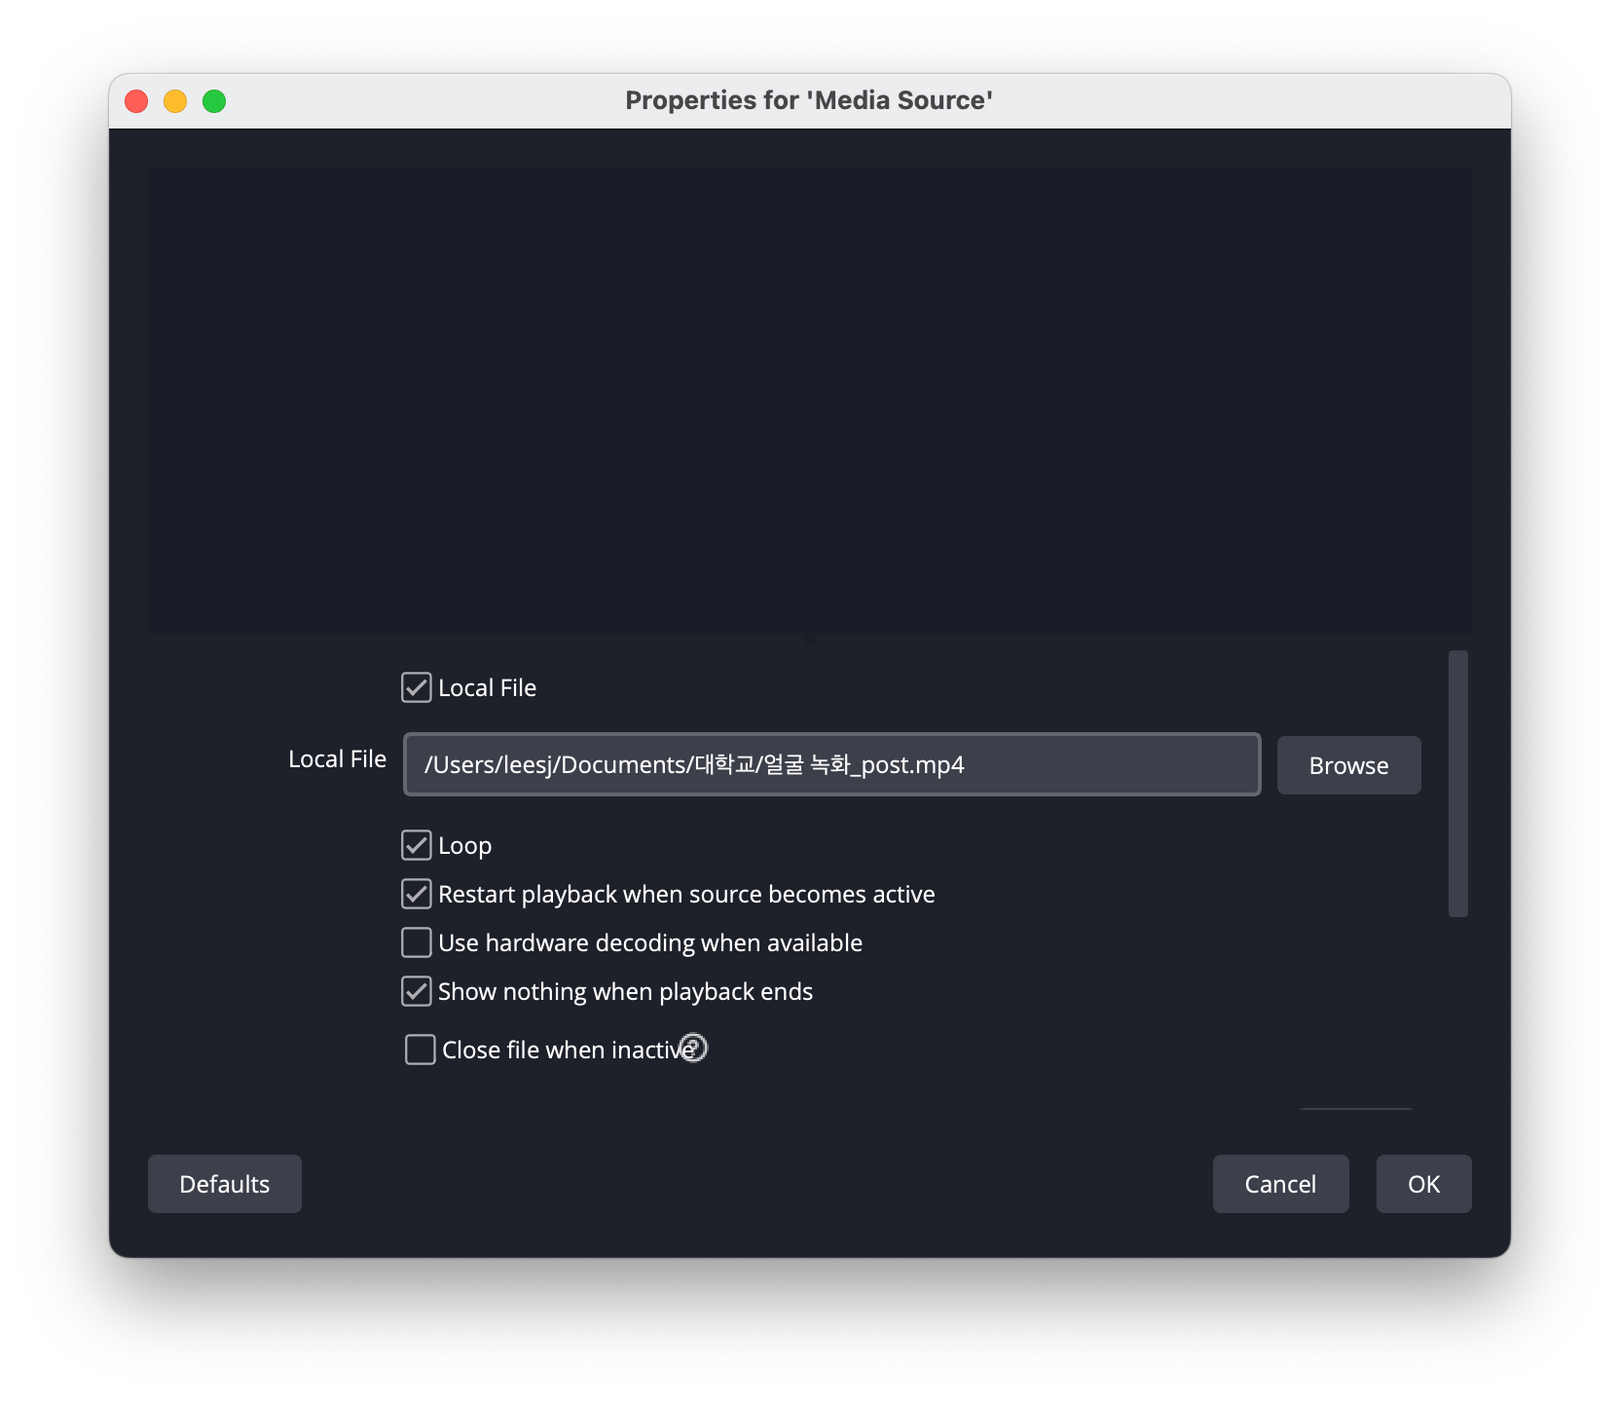 Properties for 'Media Source'
Local File
Local File
/Users/leesj/Documents/대학교/얼굴 녹화_post.mp4
Browse
Loop
Restart playback when source becomes active
Use hardware decoding when available
Show nothing when playback ends
Close file when inactive
Defaults
Cancel
OK